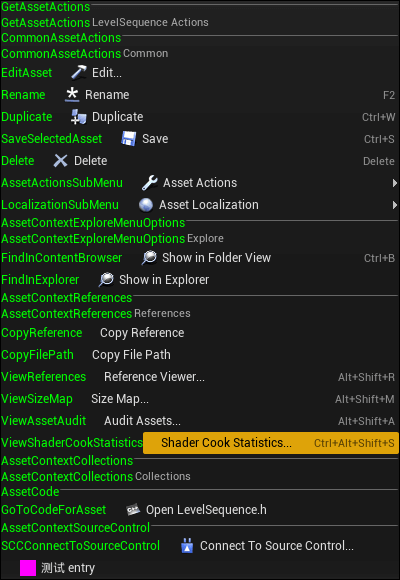 GetAssetActions
GetAssetActions LevelSequence Actions
CommonAssetActions
CommonAssetActions Common
EditAsset Edit...
Rename Rename F2
Duplicate Duplicate Ctrl+W
SaveSelectedAsset Save Ctrl+S
Delete Delete Delete
AssetActionsSubMenu Asset Actions
LocalizationSubMenu Asset Localization
AssetContextExploreMenuOptions
AssetContextExploreMenuOptions Explore
FindInContentBrowser Show in Folder View Ctrl+B
FindInExplorer Show in Explorer
AssetContextReferences
AssetContextReferences References
CopyReference Copy Reference
CopyFilePath Copy File Path
ViewReferences Reference Viewer... Alt+Shift+R
ViewSizeMap Size Map... Alt+Shift+M
ViewAssetAudit Audit Assets... Alt+Shift+A
ViewShaderCookStatistics Shader Cook Statistics... Ctrl+Alt+Shift+S
AssetContextCollections
AssetContextCollections Collections
AssetCode
GoToCodeForAsset Open LevelSequence.h
AssetContextSourceControl
SCCConnectToSourceControl Connect To Source Control...
测试 entry